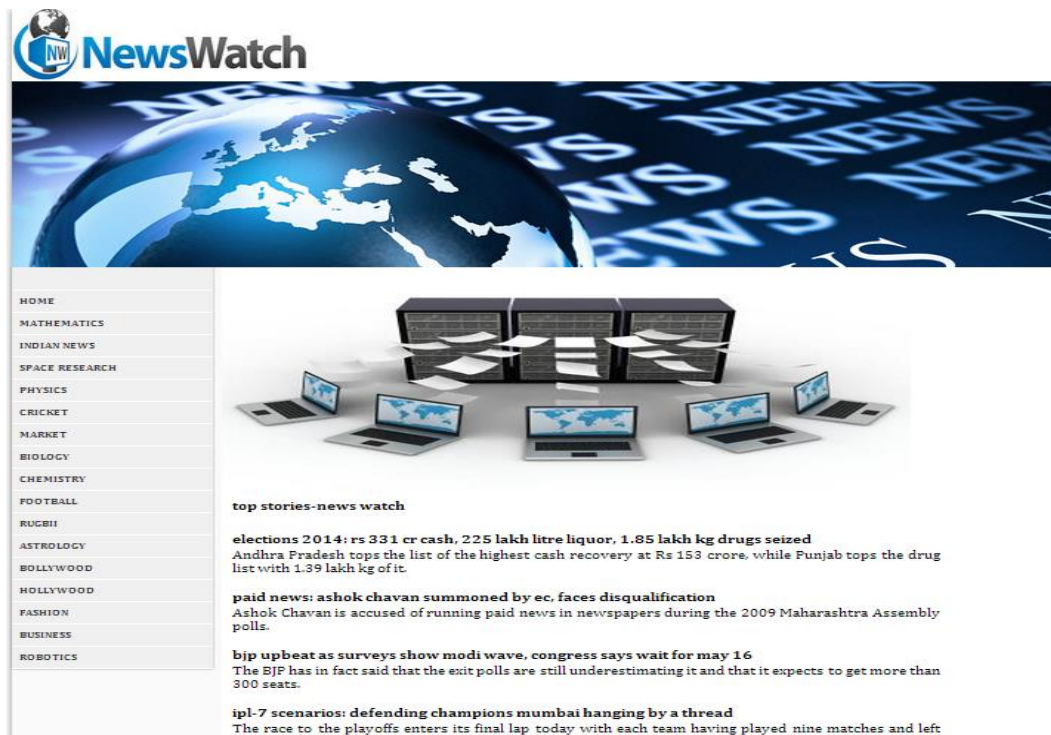 NW NewsWatch
NEWS NEWS NEWS
NEWS NEWS
NEWS
HOME
MATHEMATICS
INDIAN NEWS
SPACE RESEARCH
PHYSICS
CRICKET
MARKET
BIOLOGY
CHEMISTRY
FOOTBALL
RUGBII
ASTROLOGY
BOLLYWOOD
HOLLYWOOD
FASHION
BUSINESS
ROBOTICS
top stories-news watch
elections 2014: rs 331 cr cash, 225 lakh litre liquor, 1.85 lakh kg drugs seized
Andhra Pradesh tops the list of the highest cash recovery at Rs 153 crore, while Punjab tops the drug
list with 1.39 lakh kg of it.
paid news: ashok chavan summoned by ec, faces disqualification
Ashok Chavan is accused of running paid news in newspapers during the 2009 Maharashtra Assembly
polls.
bjp upbeat as surveys show modi wave, congress says wait for may 16
The BJP has in fact said that the exit polls are still underestimating it and that it expects to get more than
300 seats.
ipl-7 scenarios: defending champions mumbai hanging by a thread
The race to the playoffs enters its final lap today with each team having played nine matches and left